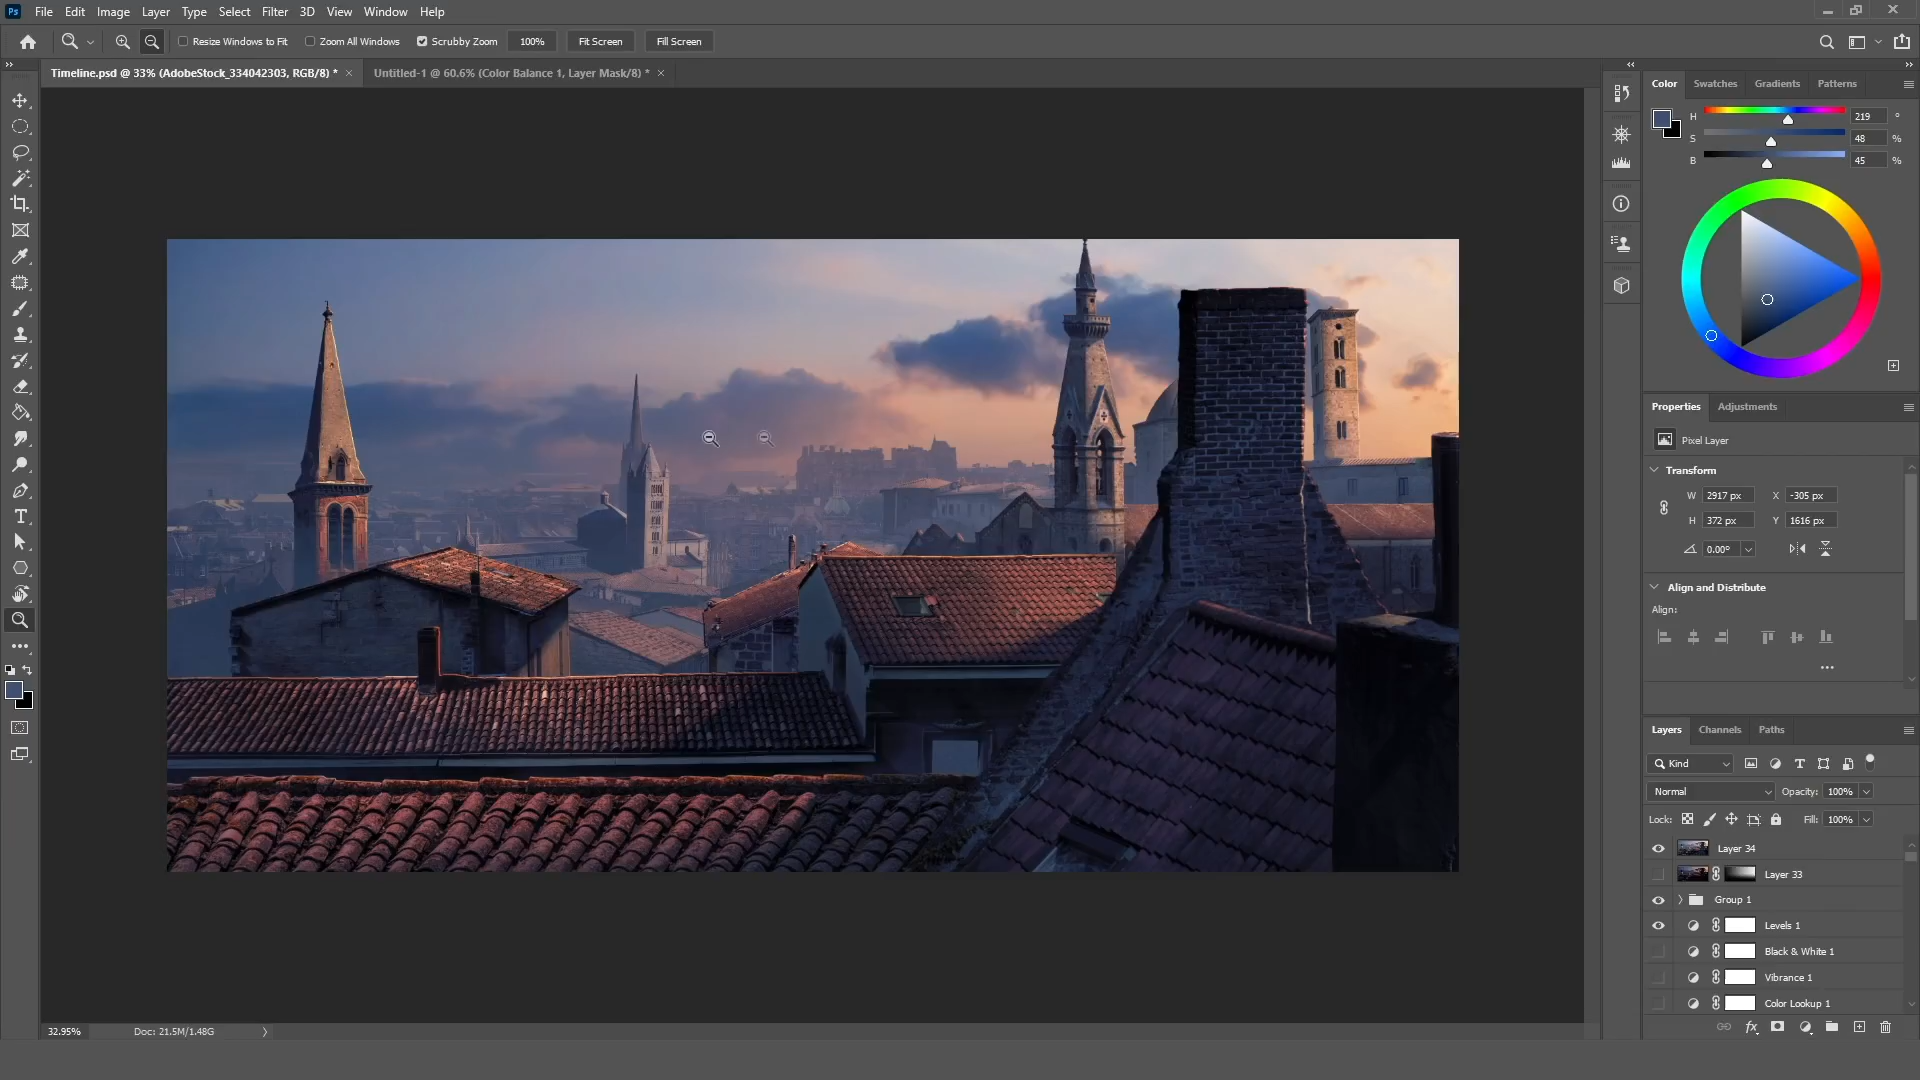 Ps File Edit Image Layer Type Select Filter 3D View Window Help
Resize Windows to Fit Zoom All Windows Scrubby Zoom 100% Fit Screen Fill Screen
Timeline.psd @ 33% (AdobeStock_334042303, RGB/8) * × Untitled-1 @ 60.6% (Color Balance 1, Layer Mask/8) * ×
Color Swatches Gradients Patterns
H 219 °
S 48 %
B 45 %
Properties Adjustments
Pixel Layer
Transform
W 2917 px X -305 px
H 372 px Y 1616 px
0.00°
Align and Distribute
Align:
Layers Channels Paths
Kind
Normal Opacity: 100%
Lock: Fill: 100%
Layer 34
Layer 33
Group 1
Levels 1
Black & White 1
Vibrance 1
Color Lookup 1
32.95% Doc: 21.5M/1.48G